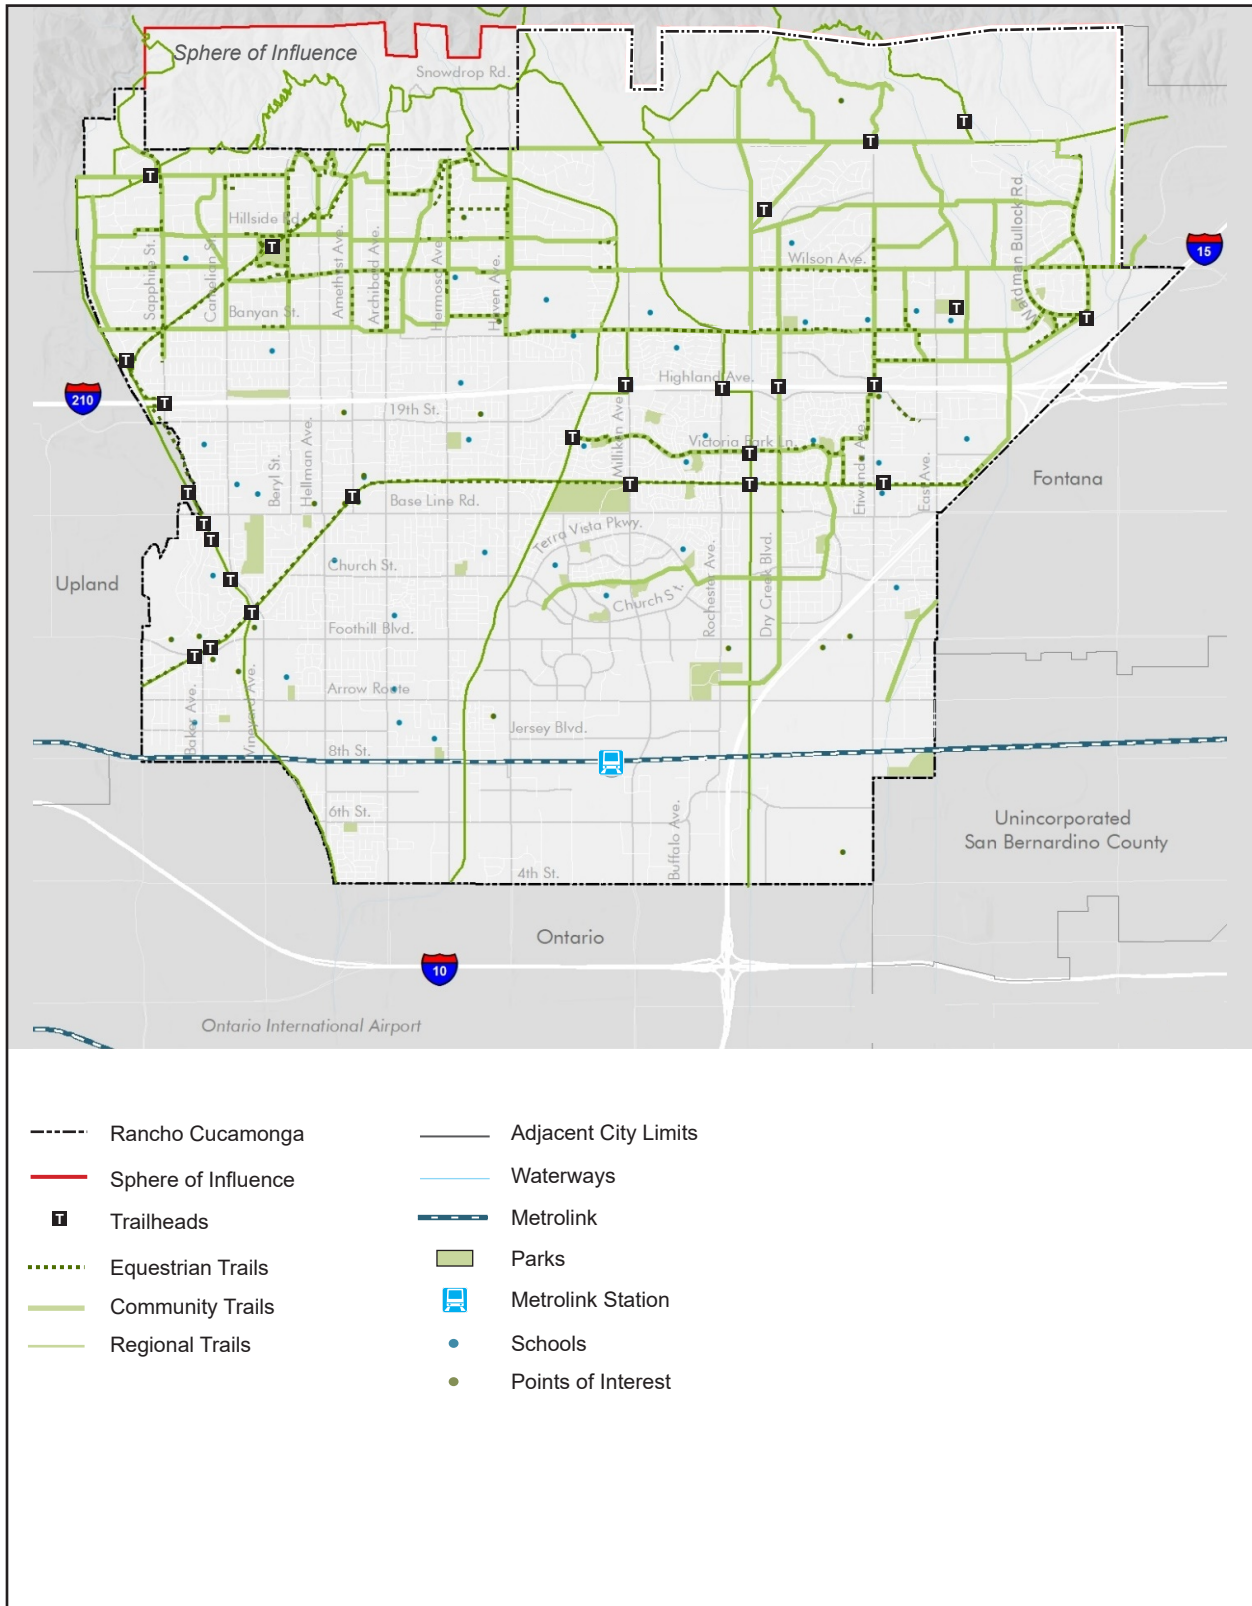 Sphere of Influence
Snowdrop Rd.
Hillside Rd.
Wilson Ave.
Wardman Bullock Rd.
15
Sapphire St.
Carnelian St.
Amethyst Ave.
Archibald Ave.
Hermosa Ave.
Haven Ave.
Banyan St.
Highland Ave.
210
19th St.
Victoria Park Ln.
Milliken Ave.
Beryl St.
Hellman Ave.
Etiwanda Ave.
East Ave.
Fontana
Base Line Rd.
Terra Vista Pkwy.
Upland
Church St.
Church St.
Rochester Ave.
Dry Creek Blvd.
Foothill Blvd.
Arrow Route
Baker Ave.
Vineyard Ave.
Jersey Blvd.
8th St.
6th St.
Buffalo Ave.
Unincorporated
San Bernardino County
4th St.
Ontario
10
Ontario International Airport
Rancho Cucamonga
Sphere of Influence
T Trailheads
Equestrian Trails
Community Trails
Regional Trails
Adjacent City Limits
Waterways
Metrolink
Parks
Metrolink Station
Schools
Points of Interest